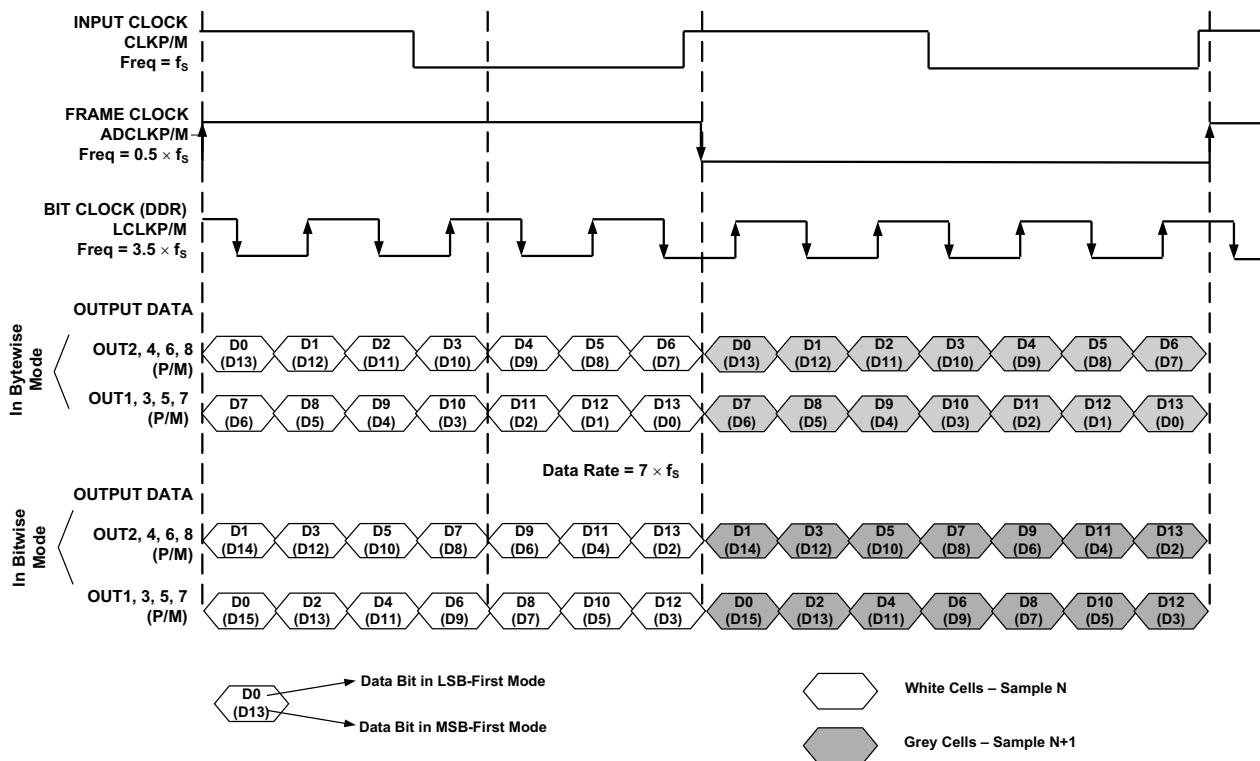 INPUT CLOCK
CLKP/M
Freq = fS
FRAME CLOCK
ADCLKP/M
Freq = 0.5 × fS
BIT CLOCK (DDR)
LCLKP/M
Freq = 3.5 × fS
In Bytewise
Mode
OUTPUT DATA
OUT2, 4, 6, 8
(P/M)
D0 D1 D2 D3 D4 D5 D6 D0 D1 D2 D3 D4 D5 D6
(D13) (D12) (D11) (D10) (D9) (D8) (D7) (D13) (D12) (D11) (D10) (D9) (D8) (D7)
OUT1, 3, 5, 7
(P/M)
D7 D8 D9 D10 D11 D12 D13 D7 D8 D9 D10 D11 D12 D13
(D6) (D5) (D4) (D3) (D2) (D1) (D0) (D6) (D5) (D4) (D3) (D2) (D1) (D0)
Data Rate = 7 × fS
In Bitwise
Mode
OUTPUT DATA
OUT2, 4, 6, 8
(P/M)
D1 D3 D5 D7 D9 D11 D13 D1 D3 D5 D7 D9 D11 D13
(D14) (D12) (D10) (D8) (D6) (D4) (D2) (D14) (D12) (D10) (D8) (D6) (D4) (D2)
OUT1, 3, 5, 7
(P/M)
D0 D2 D4 D6 D8 D10 D12 D0 D2 D4 D6 D8 D10 D12
(D15) (D13) (D11) (D9) (D7) (D5) (D3) (D15) (D13) (D11) (D9) (D7) (D5) (D3)
D0
(D13)
Data Bit in LSB-First Mode
Data Bit in MSB-First Mode
White Cells – Sample N
Grey Cells – Sample N+1